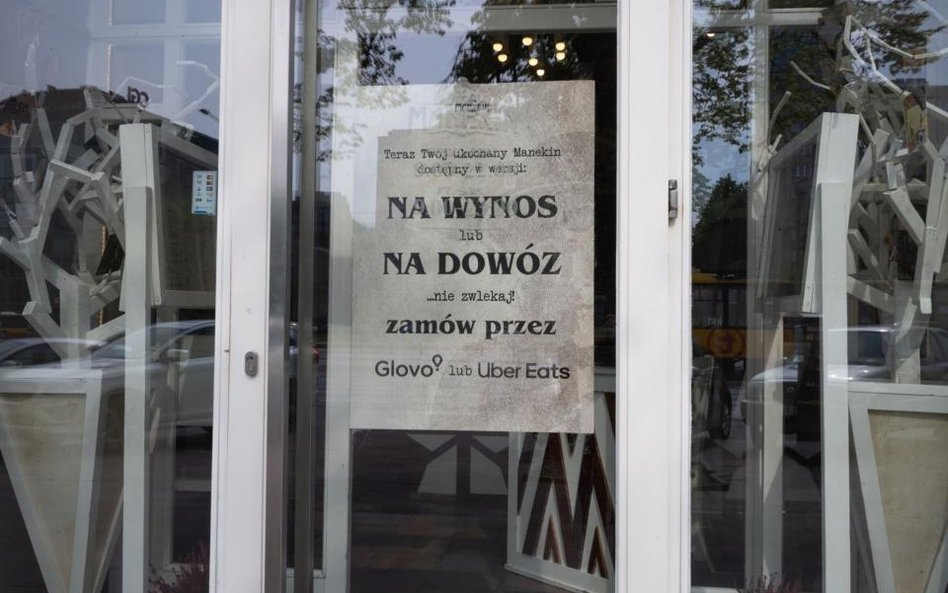 Teraz Twój ukochany Manekin
dostępny w wersji:
NA WYNOS
lub
NA DOWÓZ
...nie zwlekaj!
zamów przez
Glovo lub Uber Eats